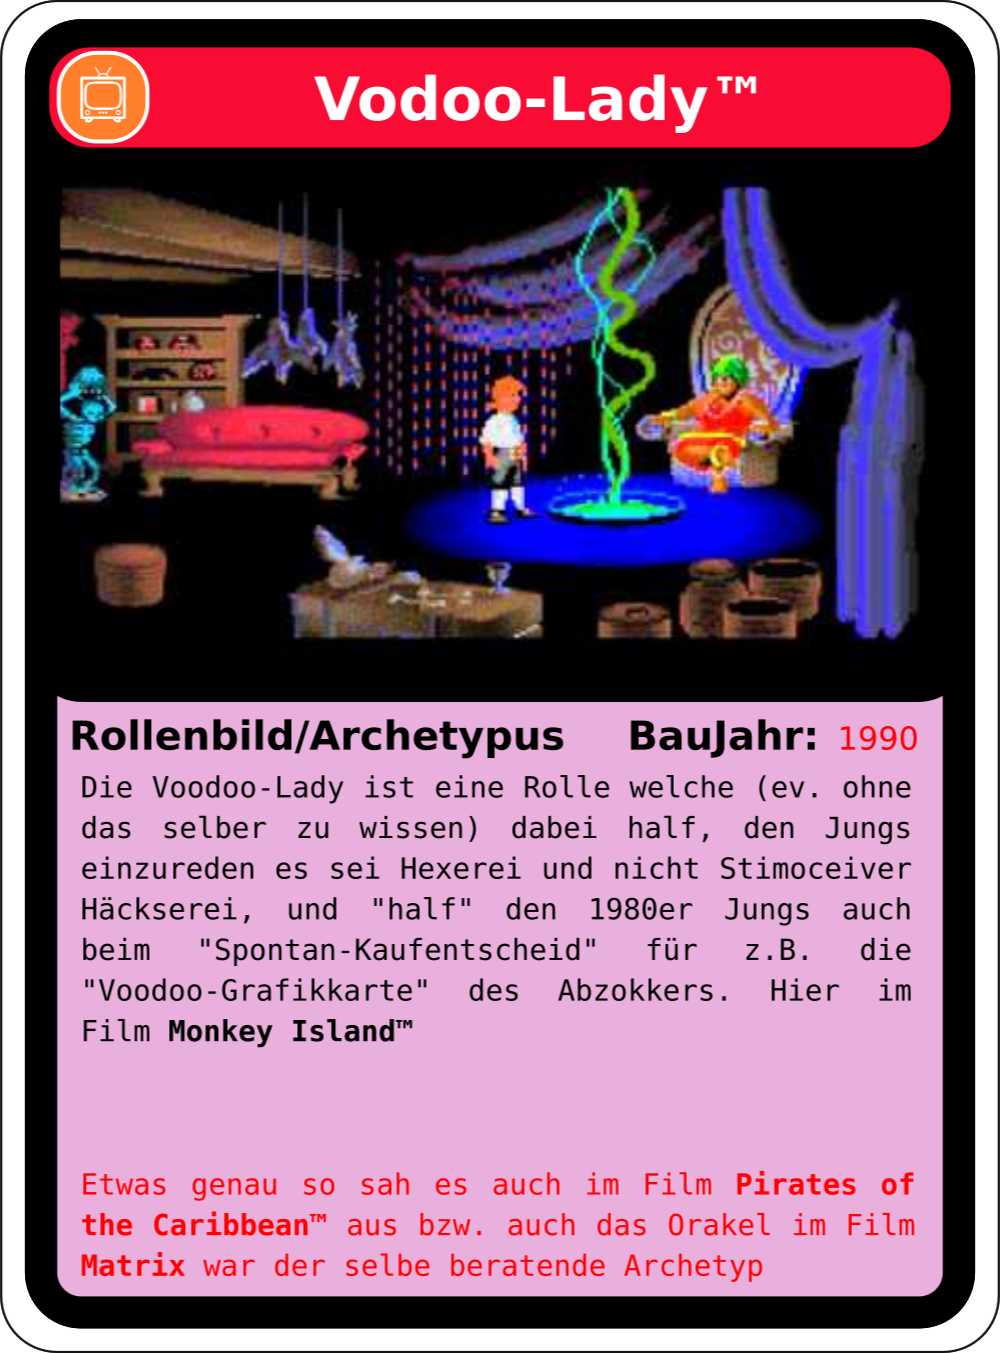 Vodoo-Lady™
Rollenbild/Archetypus BauJahr: 1990
Die Voodoo-Lady ist eine Rolle welche (ev. ohne
das selber zu wissen) dabei half, den Jungs
einzureden es sei Hexerei und nicht Stimoceiver
Häckserei, und "half" den 1980er Jungs auch
beim "Spontan-Kaufentscheid" für z.B. die
"Voodoo-Grafikkarte" des Abzokkers. Hier im
Film Monkey Island™
Etwas genau so sah es auch im Film Pirates of
the Caribbean™ aus bzw. auch das Orakel im Film
Matrix war der selbe beratende Archetyp